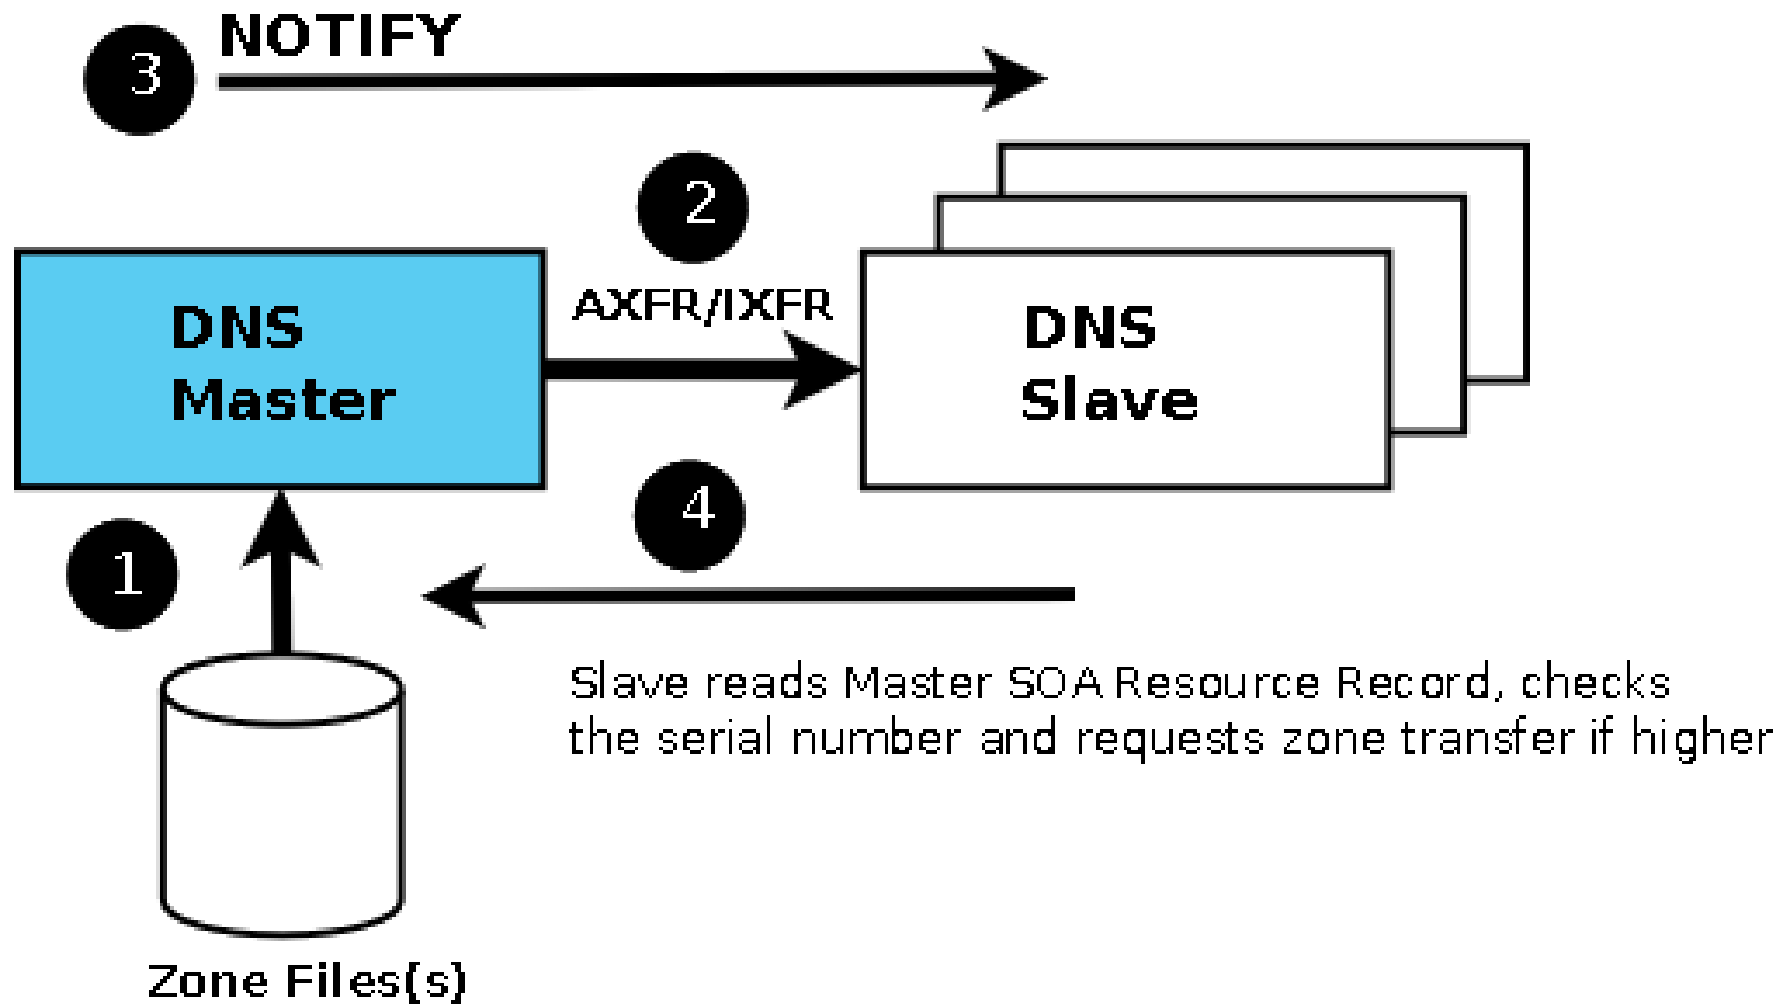 3
NOTIFY
2
AXFR/IXFR
DNS
Master
DNS
Slave
1
4
Slave reads Master SOA Resource Record, checks
the serial number and requests zone transfer if higher
Zone Files(s)